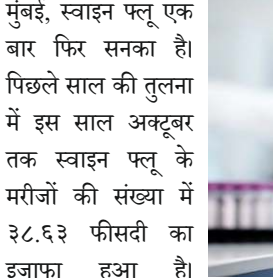 मुंबई, स्वाइन फ्लू एक
बार फिर सनका है।
पिछले साल की तुलना
में इस साल अक्टूबर
तक स्वाइन फ्लू के
मरीजों की संख्या में
३८.६३ फीसदी का
इजाफा हुआ है।